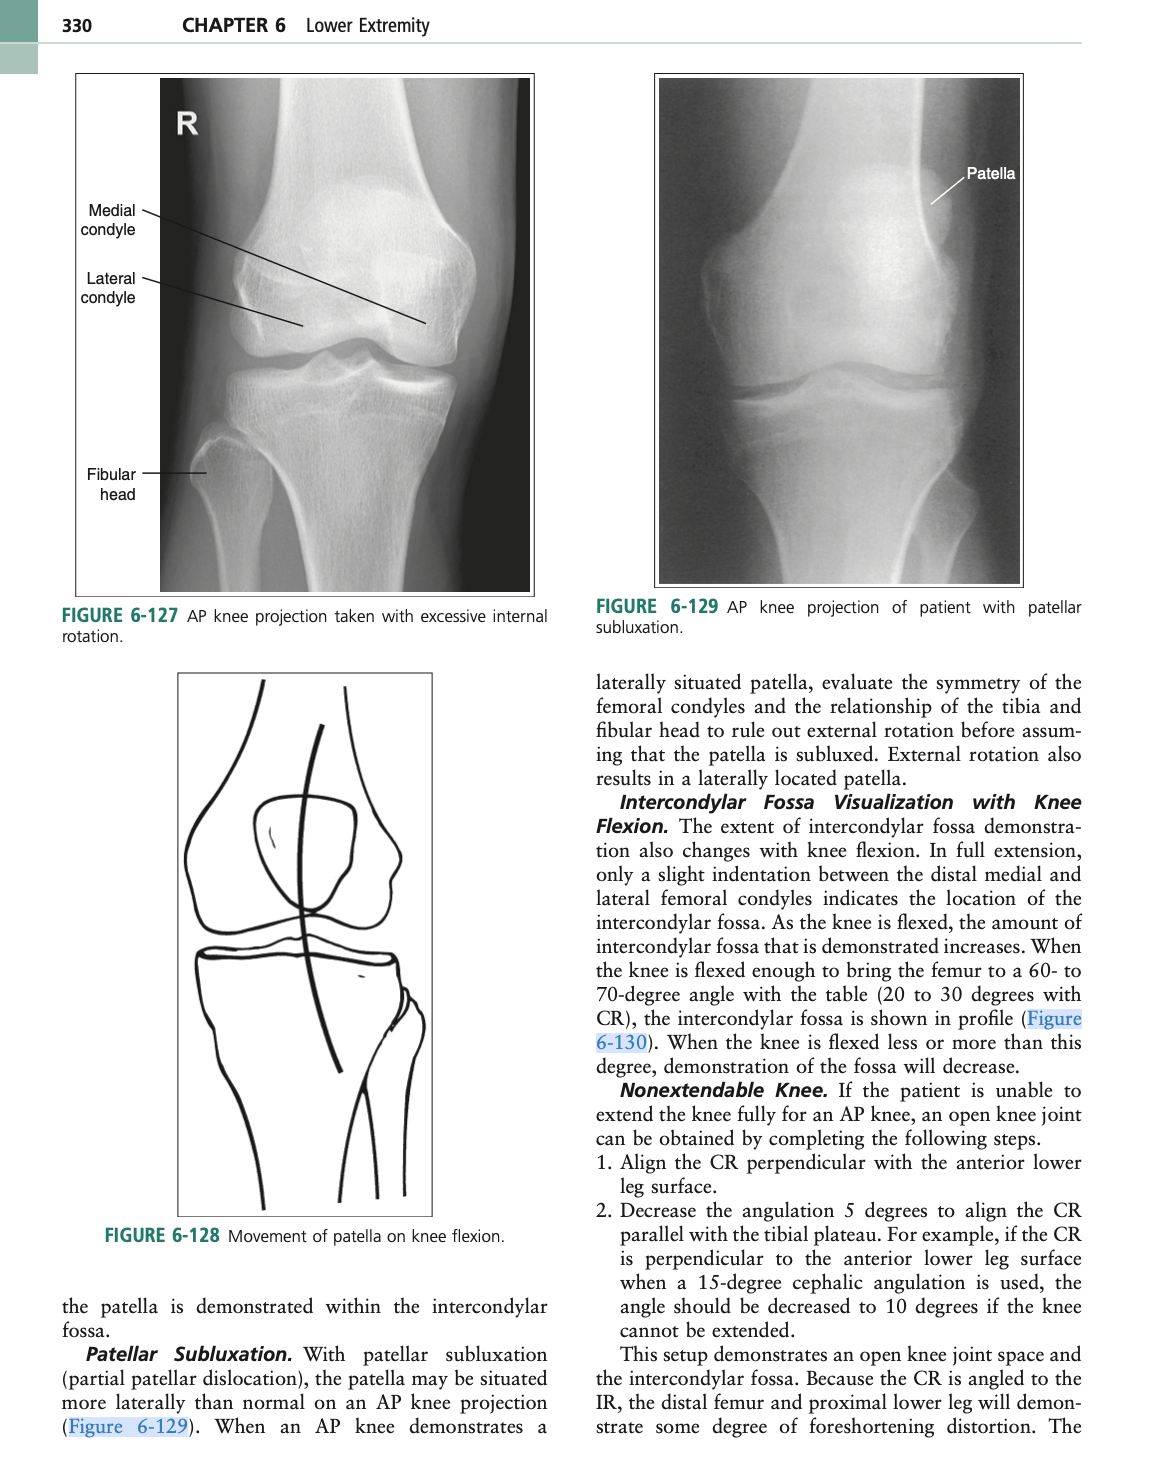 330 CHAPTER 6 Lower Extremity
R
Medial
condyle
Lateral
condyle
Fibular
head
FIGURE 6-127 AP knee projection taken with excessive internal
rotation.
FIGURE 6-128 Movement of patella on knee flexion.
the patella is demonstrated within the intercondylar
fossa.
Patellar Subluxation. With patellar subluxation
(partial patellar dislocation), the patella may be situated
more laterally than normal on an AP knee projection
(Figure 6-129). When an AP knee demonstrates a
Patella
FIGURE 6-129 AP knee projection of patient with patellar
subluxation.
laterally situated patella, evaluate the symmetry of the
femoral condyles and the relationship of the tibia and
fibular head to rule out external rotation before assum-
ing that the patella is subluxed. External rotation also
results in a laterally located patella.
Intercondylar Fossa Visualization with Knee
Flexion. The extent of intercondylar fossa demonstra-
tion also changes with knee flexion. In full extension,
only a slight indentation between the distal medial and
lateral femoral condyles indicates the location of the
intercondylar fossa. As the knee is flexed, the amount of
intercondylar fossa that is demonstrated increases. When
the knee is flexed enough to bring the femur to a 60- to
70-degree angle with the table (20 to 30 degrees with
CR), the intercondylar fossa is shown in profile (Figure
6-130). When the knee is flexed less or more than this
degree, demonstration of the fossa will decrease.
Nonextendable Knee. If the patient is unable to
extend the knee fully for an AP knee, an open knee joint
can be obtained by completing the following steps.
1. Align the CR perpendicular with the anterior lower
leg surface.
2. Decrease the angulation 5 degrees to align the CR
parallel with the tibial plateau. For example, if the CR
is perpendicular to the anterior lower leg surface
when a 15-degree cephalic angulation is used, the
angle should be decreased to 10 degrees if the knee
cannot be extended.
This setup demonstrates an open knee joint space and
the intercondylar fossa. Because the CR is angled to the
IR, the distal femur and proximal lower leg will demon-
strate some degree of foreshortening distortion. The